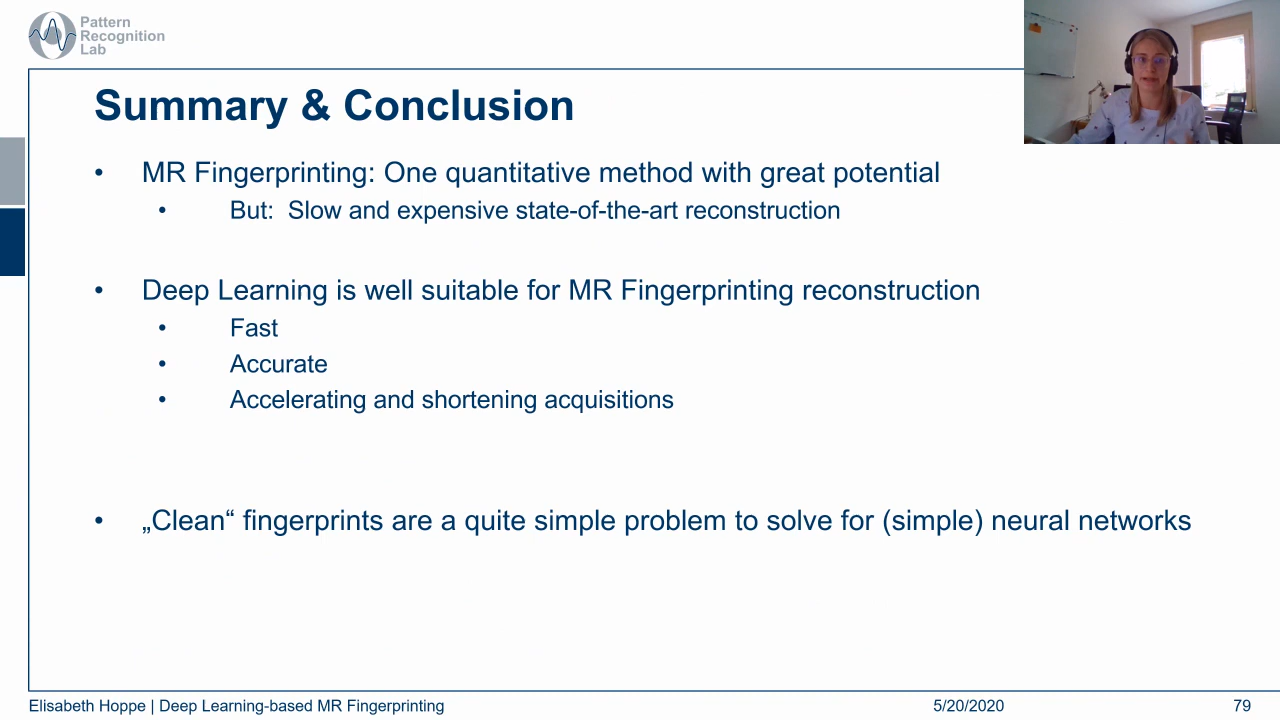 Pattern
Recognition
Lab
Summary & Conclusion
• MR Fingerprinting: One quantitative method with great potential
• But: Slow and expensive state-of-the-art reconstruction
• Deep Learning is well suitable for MR Fingerprinting reconstruction
• Fast
• Accurate
• Accelerating and shortening acquisitions
• „Clean“ fingerprints are a quite simple problem to solve for (simple) neural networks
Elisabeth Hoppe | Deep Learning-based MR Fingerprinting
5/20/2020
79